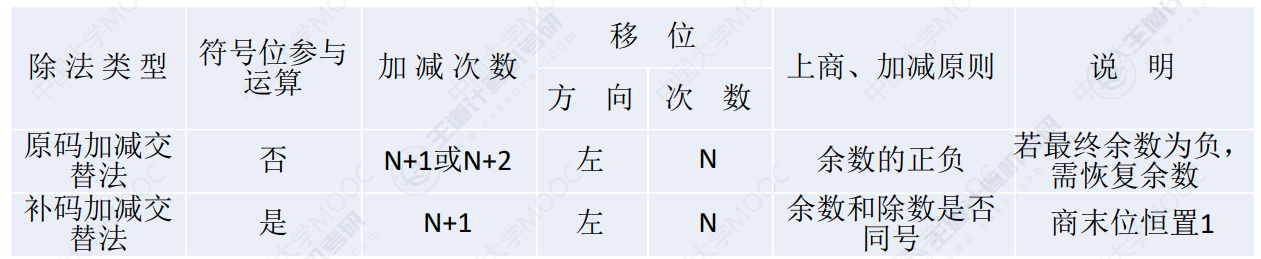 除法类型
符号位参与
运算
加减次数
移 位
方 向
次 数
上商、加减原则
说 明
原码加减交
替法
否
N+1或N+2
左
N
余数的正负
若最终余数为负，
需恢复余数
补码加减交
替法
是
N+1
左
N
余数和除数是否
同号
商末位恒置1